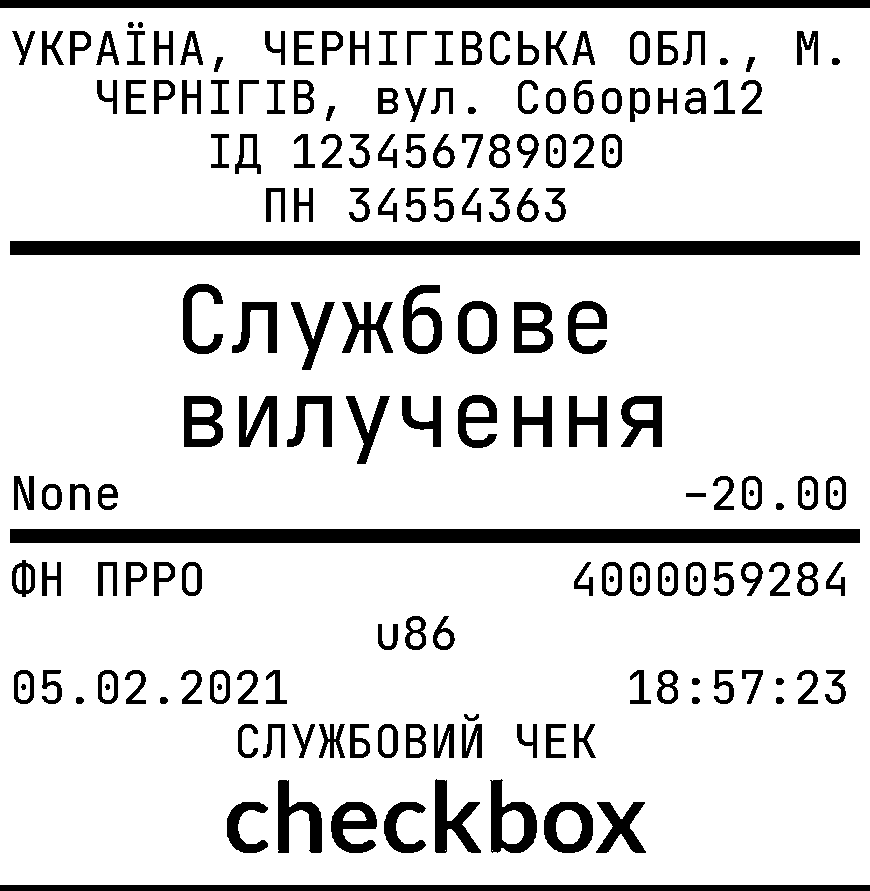 УКРАЇНА, ЧЕРНІГІВСЬКА ОБЛ., М.
ЧЕРНІГІВ, вул. Соборна12
ІД 123456789020
ПН 34554363
Службове
вилучення
None -20.00
ФН ПРРО 4000059284
u86
05.02.2021 18:57:23
СЛУЖБОВИЙ ЧЕК
checkbox